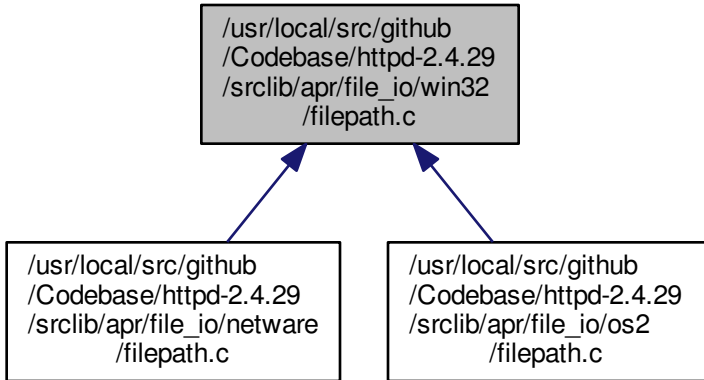 /usr/local/src/github
/Codebase/httpd-2.4.29
/srclib/apr/file_io/win32
/filepath.c
/usr/local/src/github
/Codebase/httpd-2.4.29
/srclib/apr/file_io/netware
/filepath.c
/usr/local/src/github
/Codebase/httpd-2.4.29
/srclib/apr/file_io/os2
/filepath.c